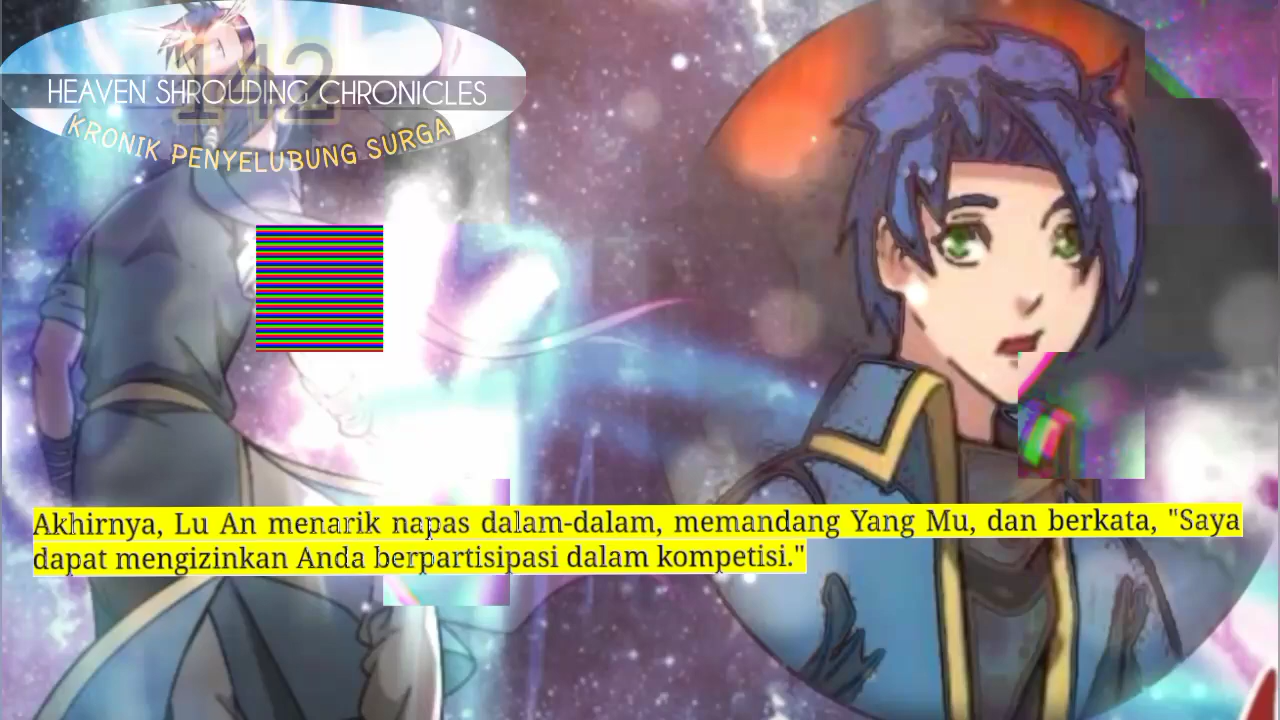 142
HEAVEN SHROUDING CHRONICLES
KRONIK PENYELUBUNG SURGA
Akhirnya, Lu An menarik napas dalam-dalam, memandang Yang Mu, dan berkata, "Saya
dapat mengizinkan Anda berpartisipasi dalam kompetisi."